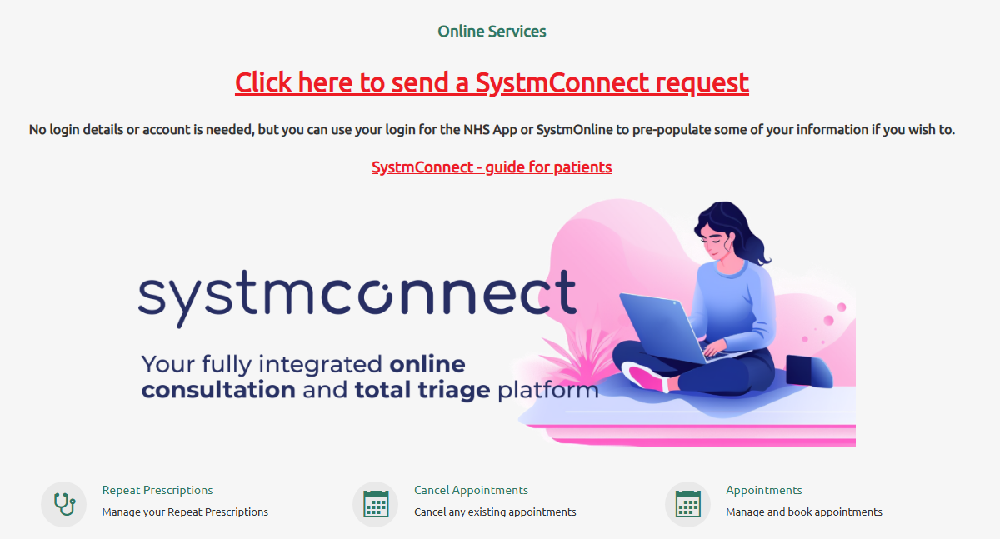 Online Services
Click here to send a SystmConnect request
No login details or account is needed, but you can use your login for the NHS App or SystmOnline to pre-populate some of your information if you wish to.
SystmConnect - guide for patients
systmconnect
Your fully integrated online
consultation and total triage platform
Repeat Prescriptions
Manage your Repeat Prescriptions
Cancel Appointments
Cancel any existing appointments
Appointments
Manage and book appointments